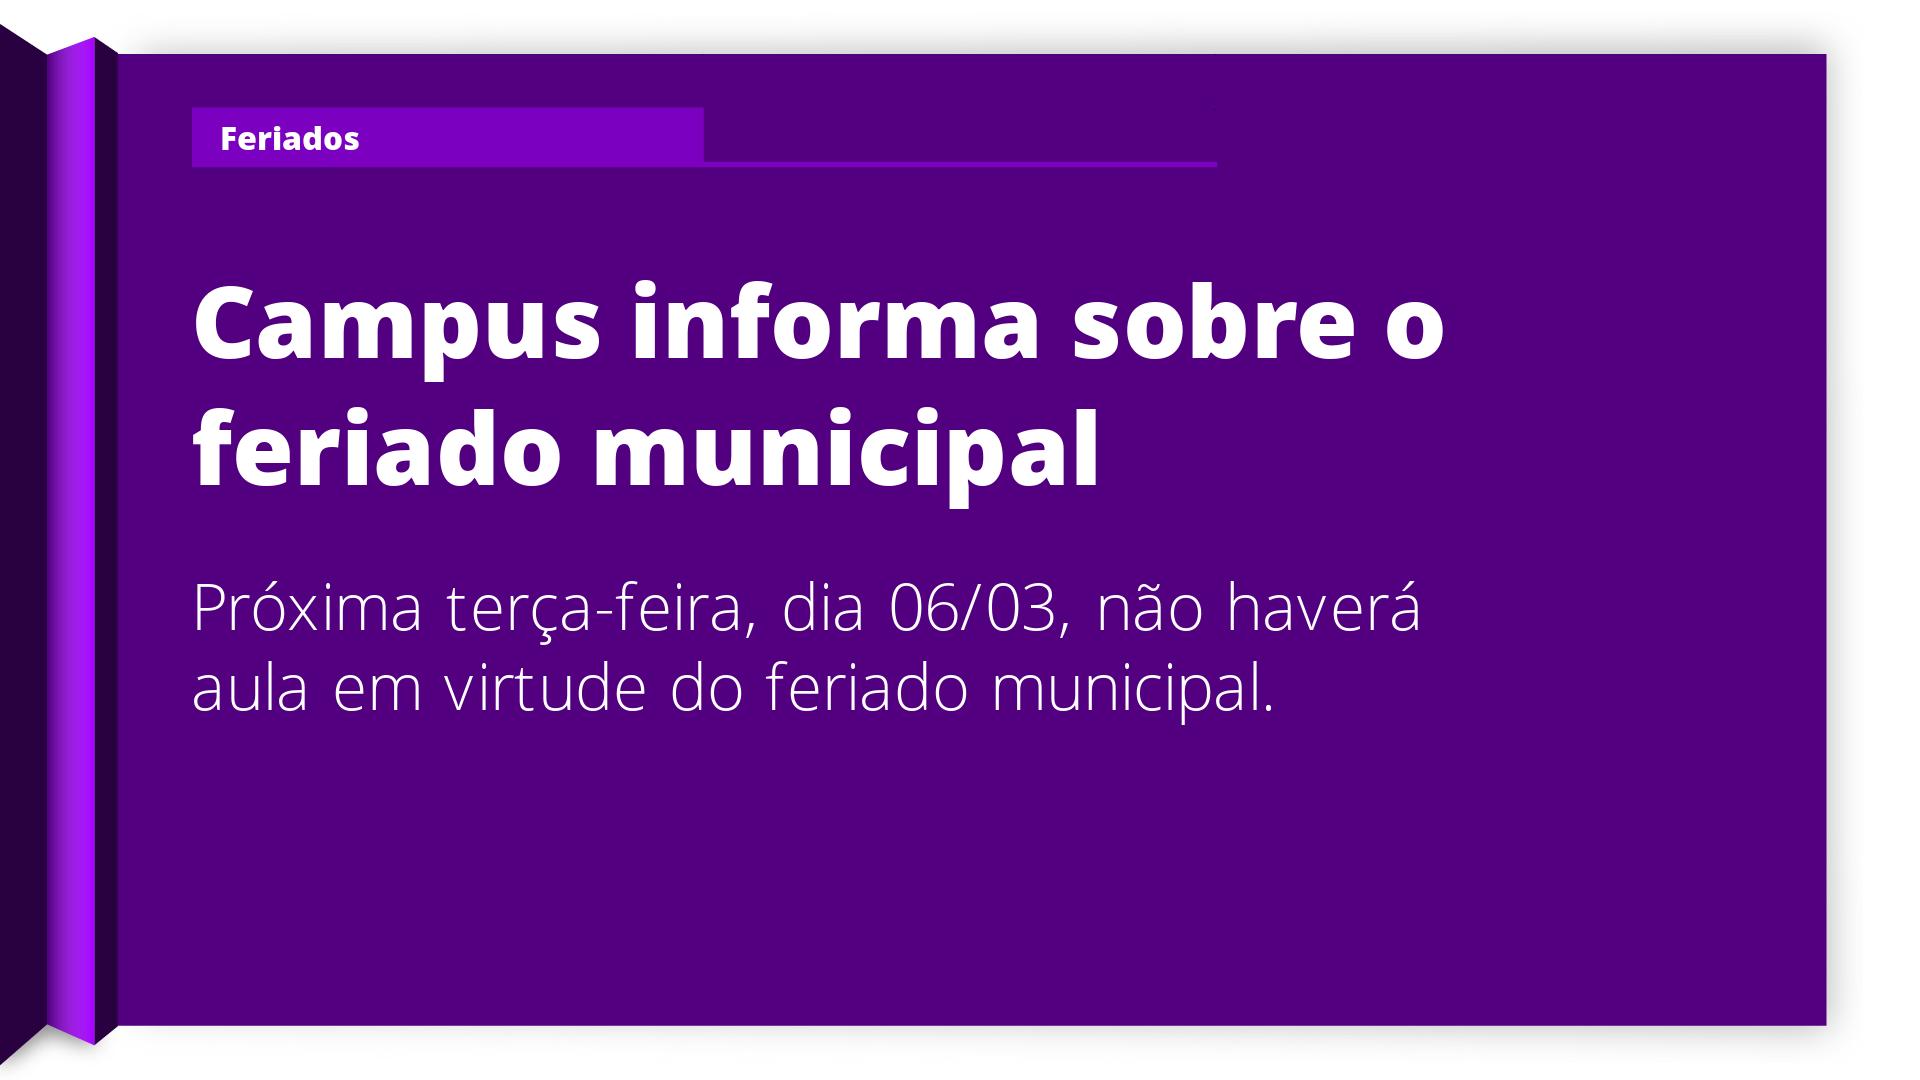 Feriados
Campus informa sobre o
feriado municipal
Próxima terça-feira, dia 06/03, não haverá
aula em virtude do feriado municipal.